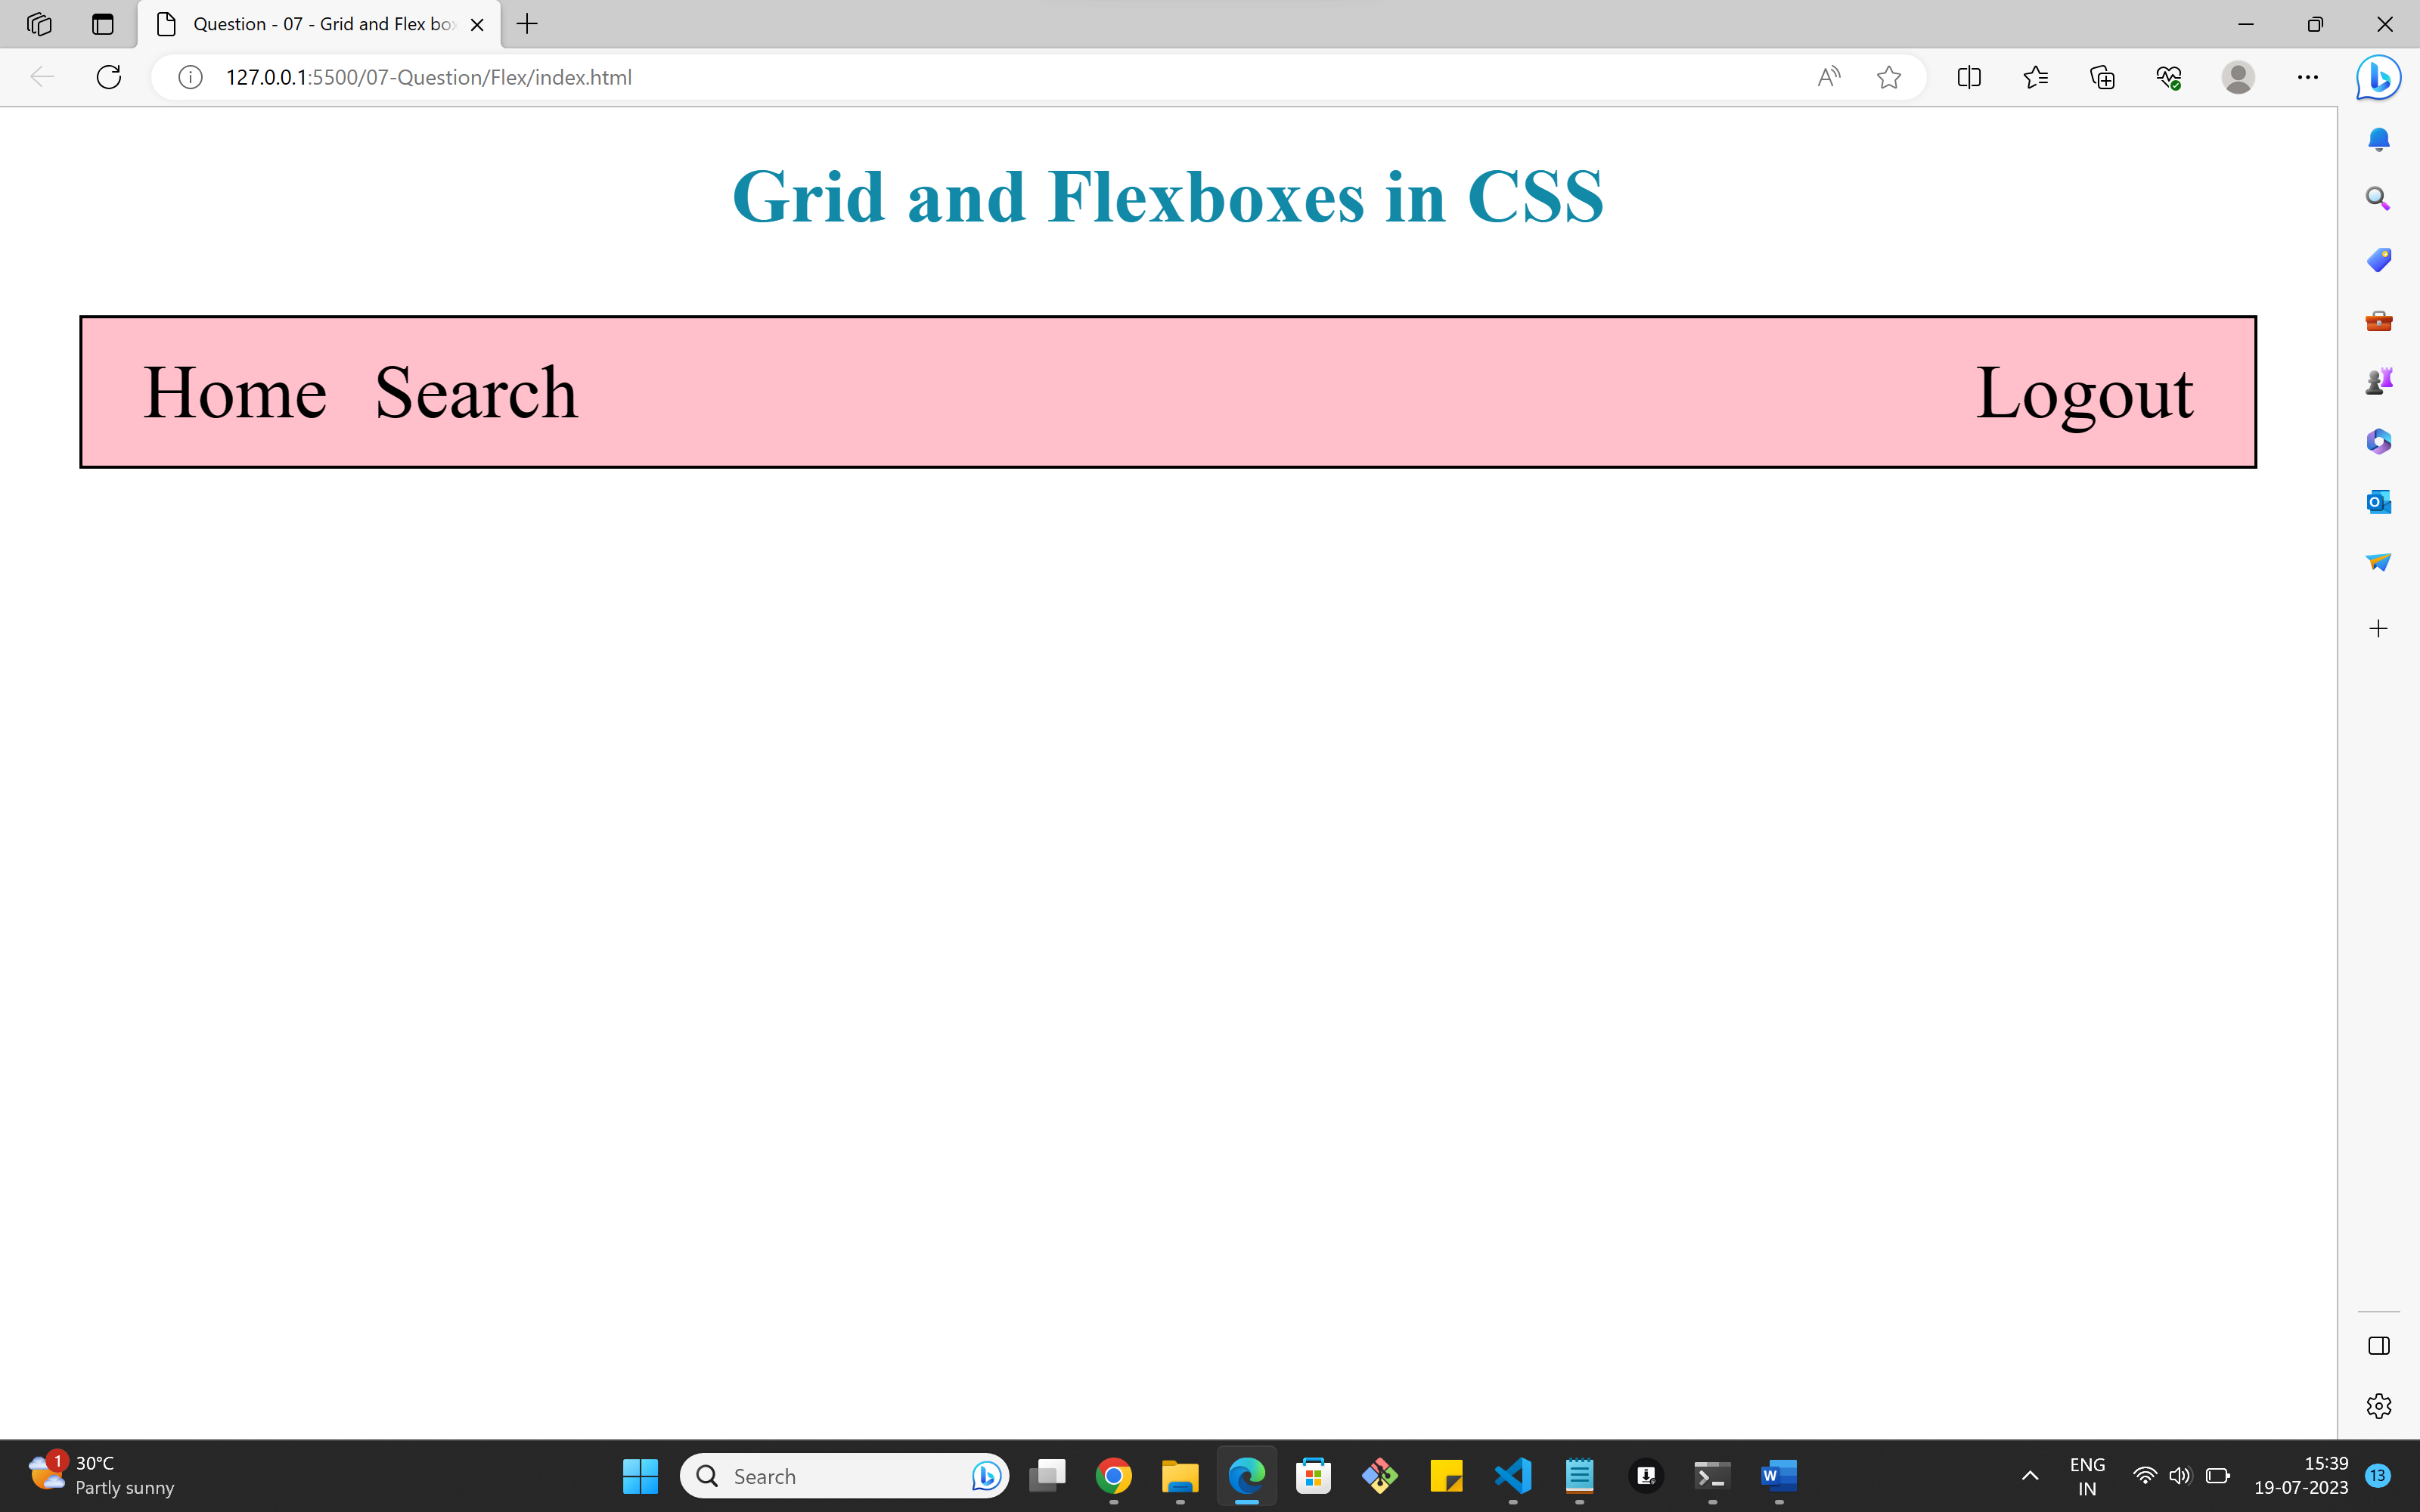 Question - 07 - Grid and Flex box
127.0.0.1:5500/07-Question/Flex/index.html
Grid and Flexboxes in CSS
Home Search Logout
1
30°C
Partly sunny
Search
W
ENG
IN
15:39
19-07-2023
13